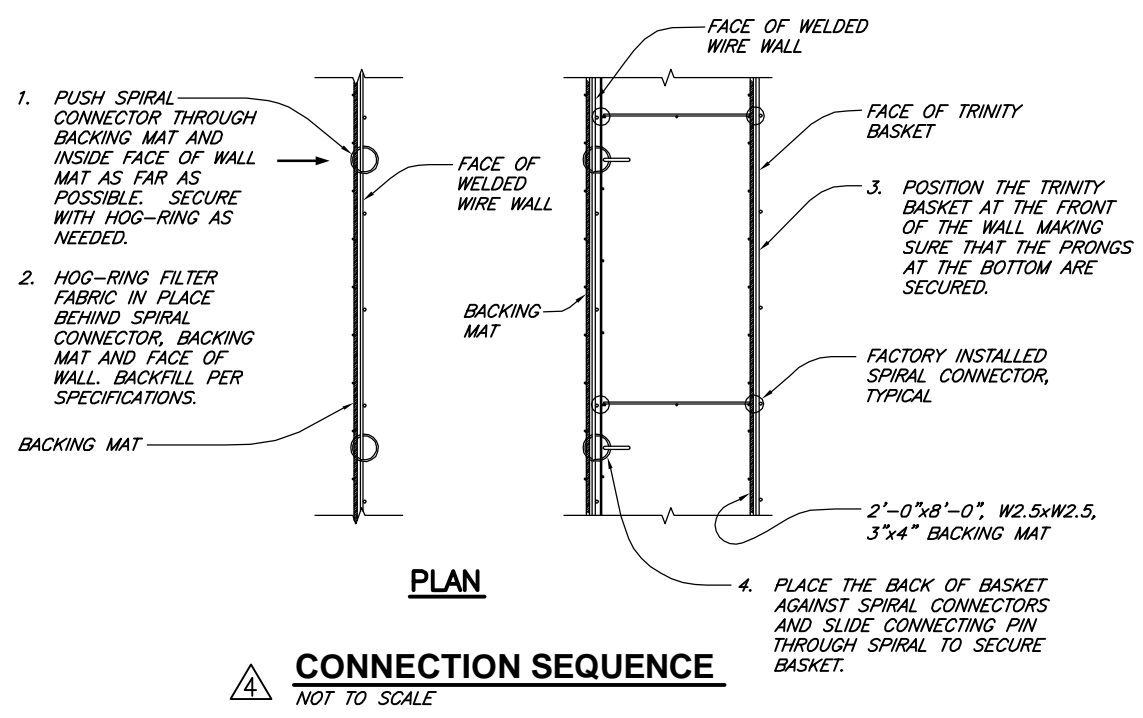 1. PUSH SPIRAL
CONNECTOR THROUGH
BACKING MAT AND
INSIDE FACE OF WALL
MAT AS FAR AS
POSSIBLE. SECURE
WITH HOG-RING AS
NEEDED.
2. HOG-RING FILTER
FABRIC IN PLACE
BEHIND SPIRAL
CONNECTOR, BACKING
MAT AND FACE OF
WALL. BACKFILL PER
SPECIFICATIONS.
BACKING MAT
FACE OF
WELDED
WIRE WALL
FACE OF WELDED
WIRE WALL
BACKING
MAT
FACE OF TRINITY
BASKET
3. POSITION THE TRINITY
BASKET AT THE FRONT
OF THE WALL MAKING
SURE THAT THE PRONGS
AT THE BOTTOM ARE
SECURED.
FACTORY INSTALLED
SPIRAL CONNECTOR,
TYPICAL
2'-0"x8'-0", W2.5xW2.5,
3"x4" BACKING MAT
4. PLACE THE BACK OF BASKET
AGAINST SPIRAL CONNECTORS
AND SLIDE CONNECTING PIN
THROUGH SPIRAL TO SECURE
BASKET.
PLAN
4 CONNECTION SEQUENCE
NOT TO SCALE